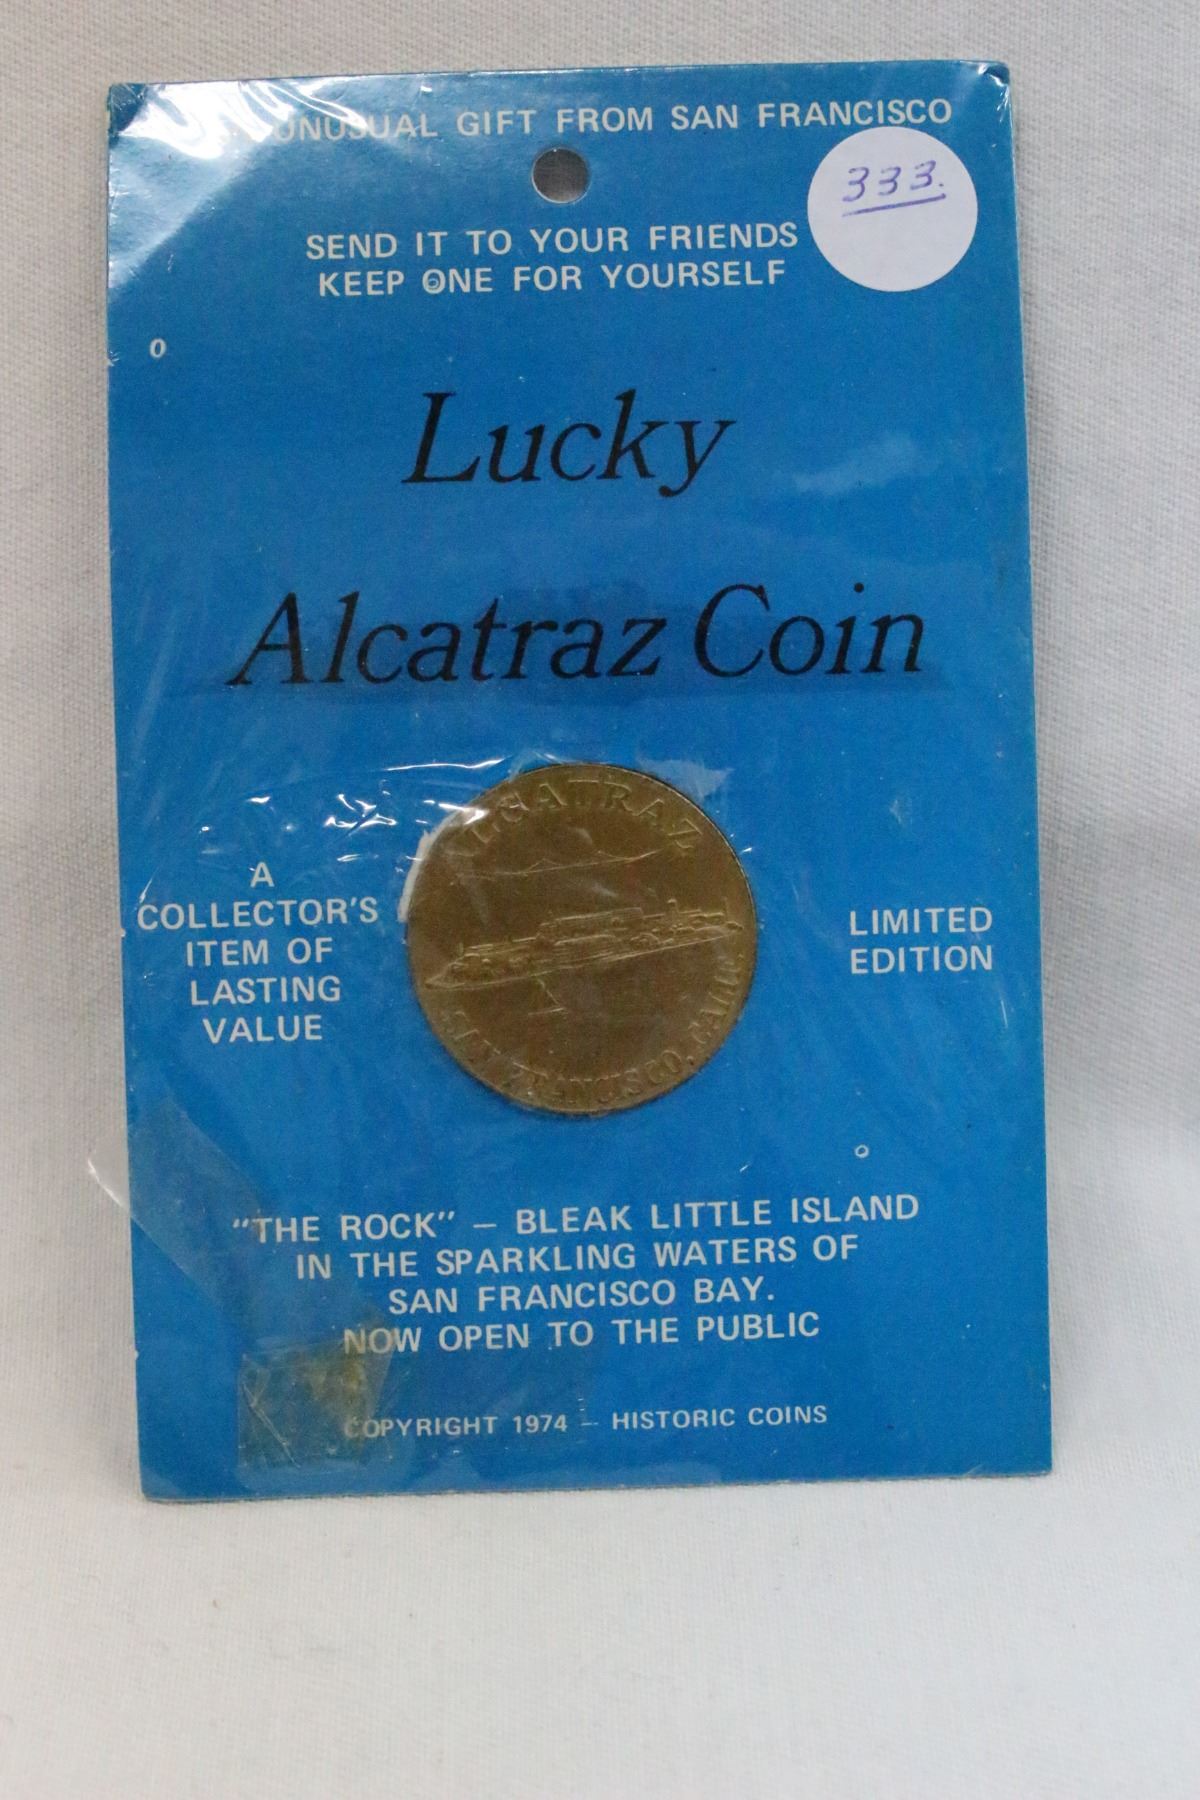 UNUSUAL GIFT FROM SAN FRANCISCO
333.
SEND IT TO YOUR FRIENDS
KEEP ONE FOR YOURSELF
Lucky
Alcatraz Coin
ALCATRAZ
SAN FRANCISCO, CALIF.
A
COLLECTOR'S
ITEM OF
LASTING
VALUE
LIMITED
EDITION
"THE ROCK" – BLEAK LITTLE ISLAND
IN THE SPARKLING WATERS OF
SAN FRANCISCO BAY.
NOW OPEN TO THE PUBLIC
COPYRIGHT 1974 – HISTORIC COINS